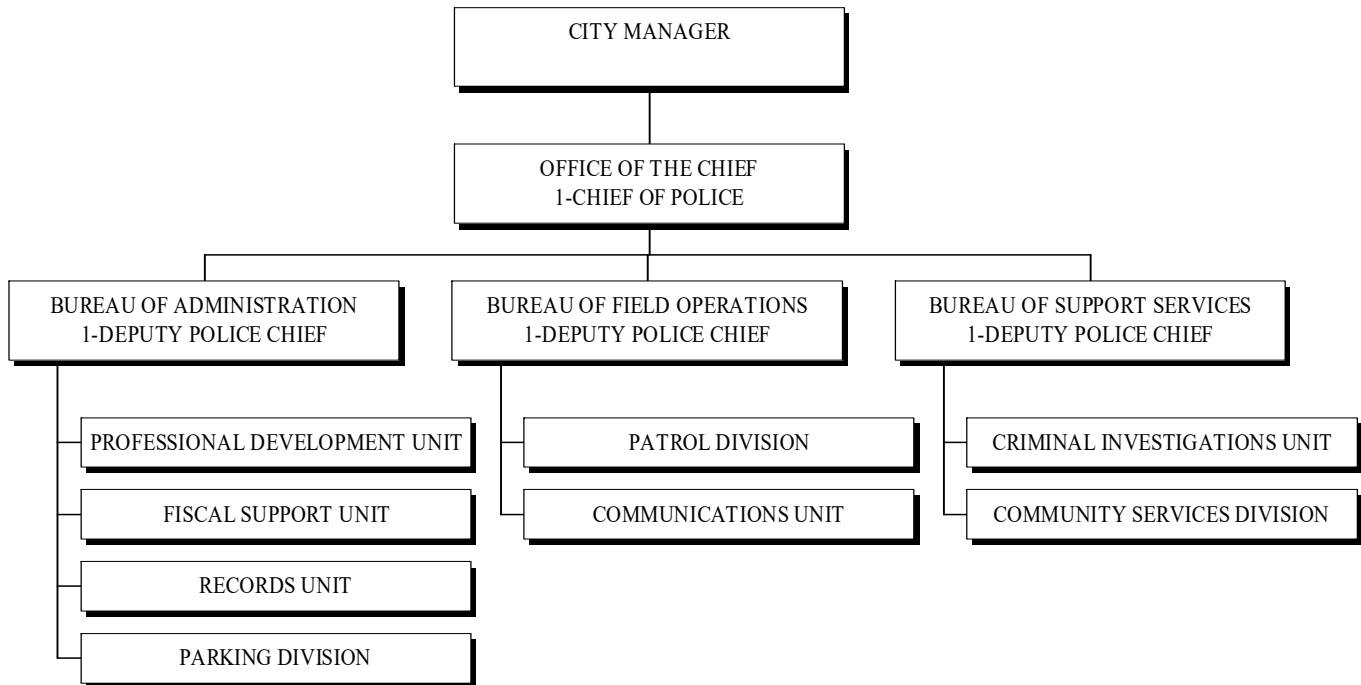 CITY MANAGER
OFFICE OF THE CHIEF
1-CHIEF OF POLICE
BUREAU OF ADMINISTRATION
1-DEPUTY POLICE CHIEF
BUREAU OF FIELD OPERATIONS
1-DEPUTY POLICE CHIEF
BUREAU OF SUPPORT SERVICES
1-DEPUTY POLICE CHIEF
PROFESSIONAL DEVELOPMENT UNIT
FISCAL SUPPORT UNIT
RECORDS UNIT
PARKING DIVISION
PATROL DIVISION
COMMUNICATIONS UNIT
CRIMINAL INVESTIGATIONS UNIT
COMMUNITY SERVICES DIVISION